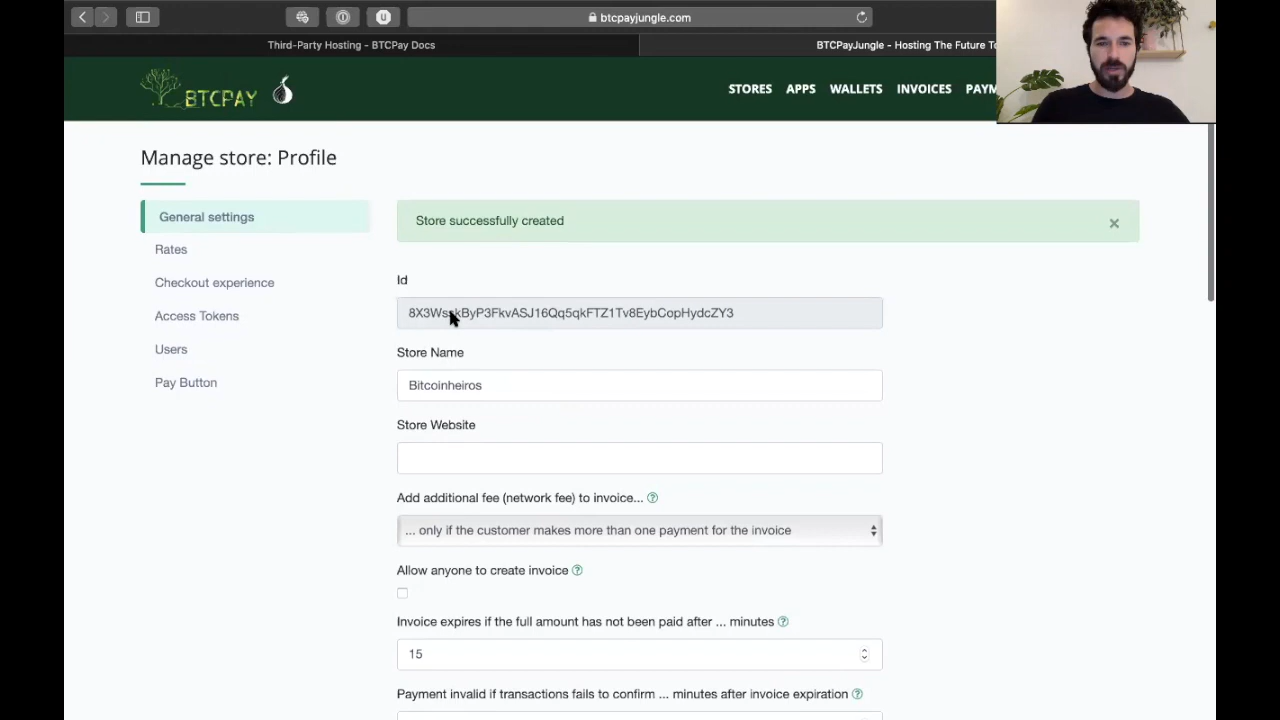 btcpayjungle.com
Third-Party Hosting - BTCPay Docs
BTCPayJungle - Hosting The Future
BTCPAY
STORES APPS WALLETS INVOICES
Manage store: Profile
General settings
Rates
Checkout experience
Access Tokens
Users
Pay Button
Store successfully created
Id
Store Name
Bitcoinheiros
Store Website
Add additional fee (network fee) to invoice...
... only if the customer makes more than one payment for the invoice
Allow anyone to create invoice
Invoice expires if the full amount has not been paid after ... minutes
15
Payment invalid if transactions fails to confirm ... minutes after invoice expiration